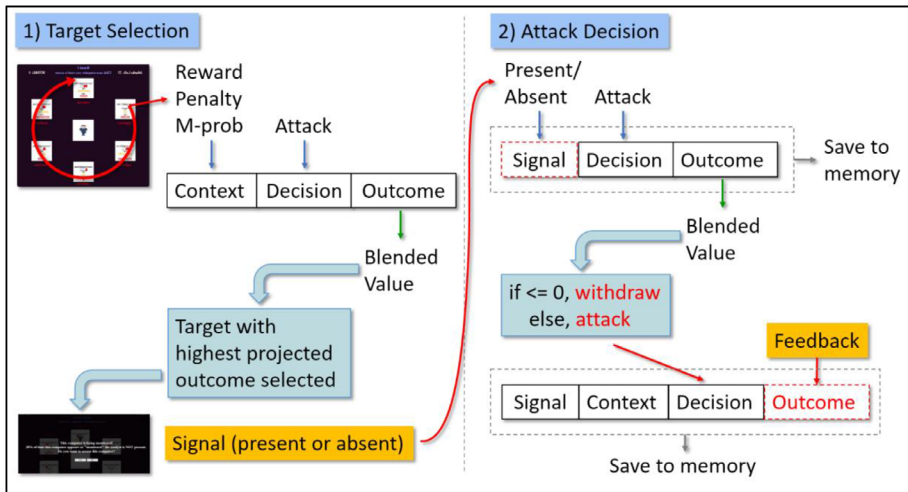 1) Target Selection
Reward
Penalty
M-prob
Attack
Context
Decision
Outcome
Blended
Value
Target with
highest projected
outcome selected
Signal (present or absent)
2) Attack Decision
Present/
Absent
Attack
Signal
Decision
Outcome
Save to
memory
Blended
Value
if <= 0, withdraw
else, attack
Feedback
Signal
Context
Decision
Outcome
Save to memory